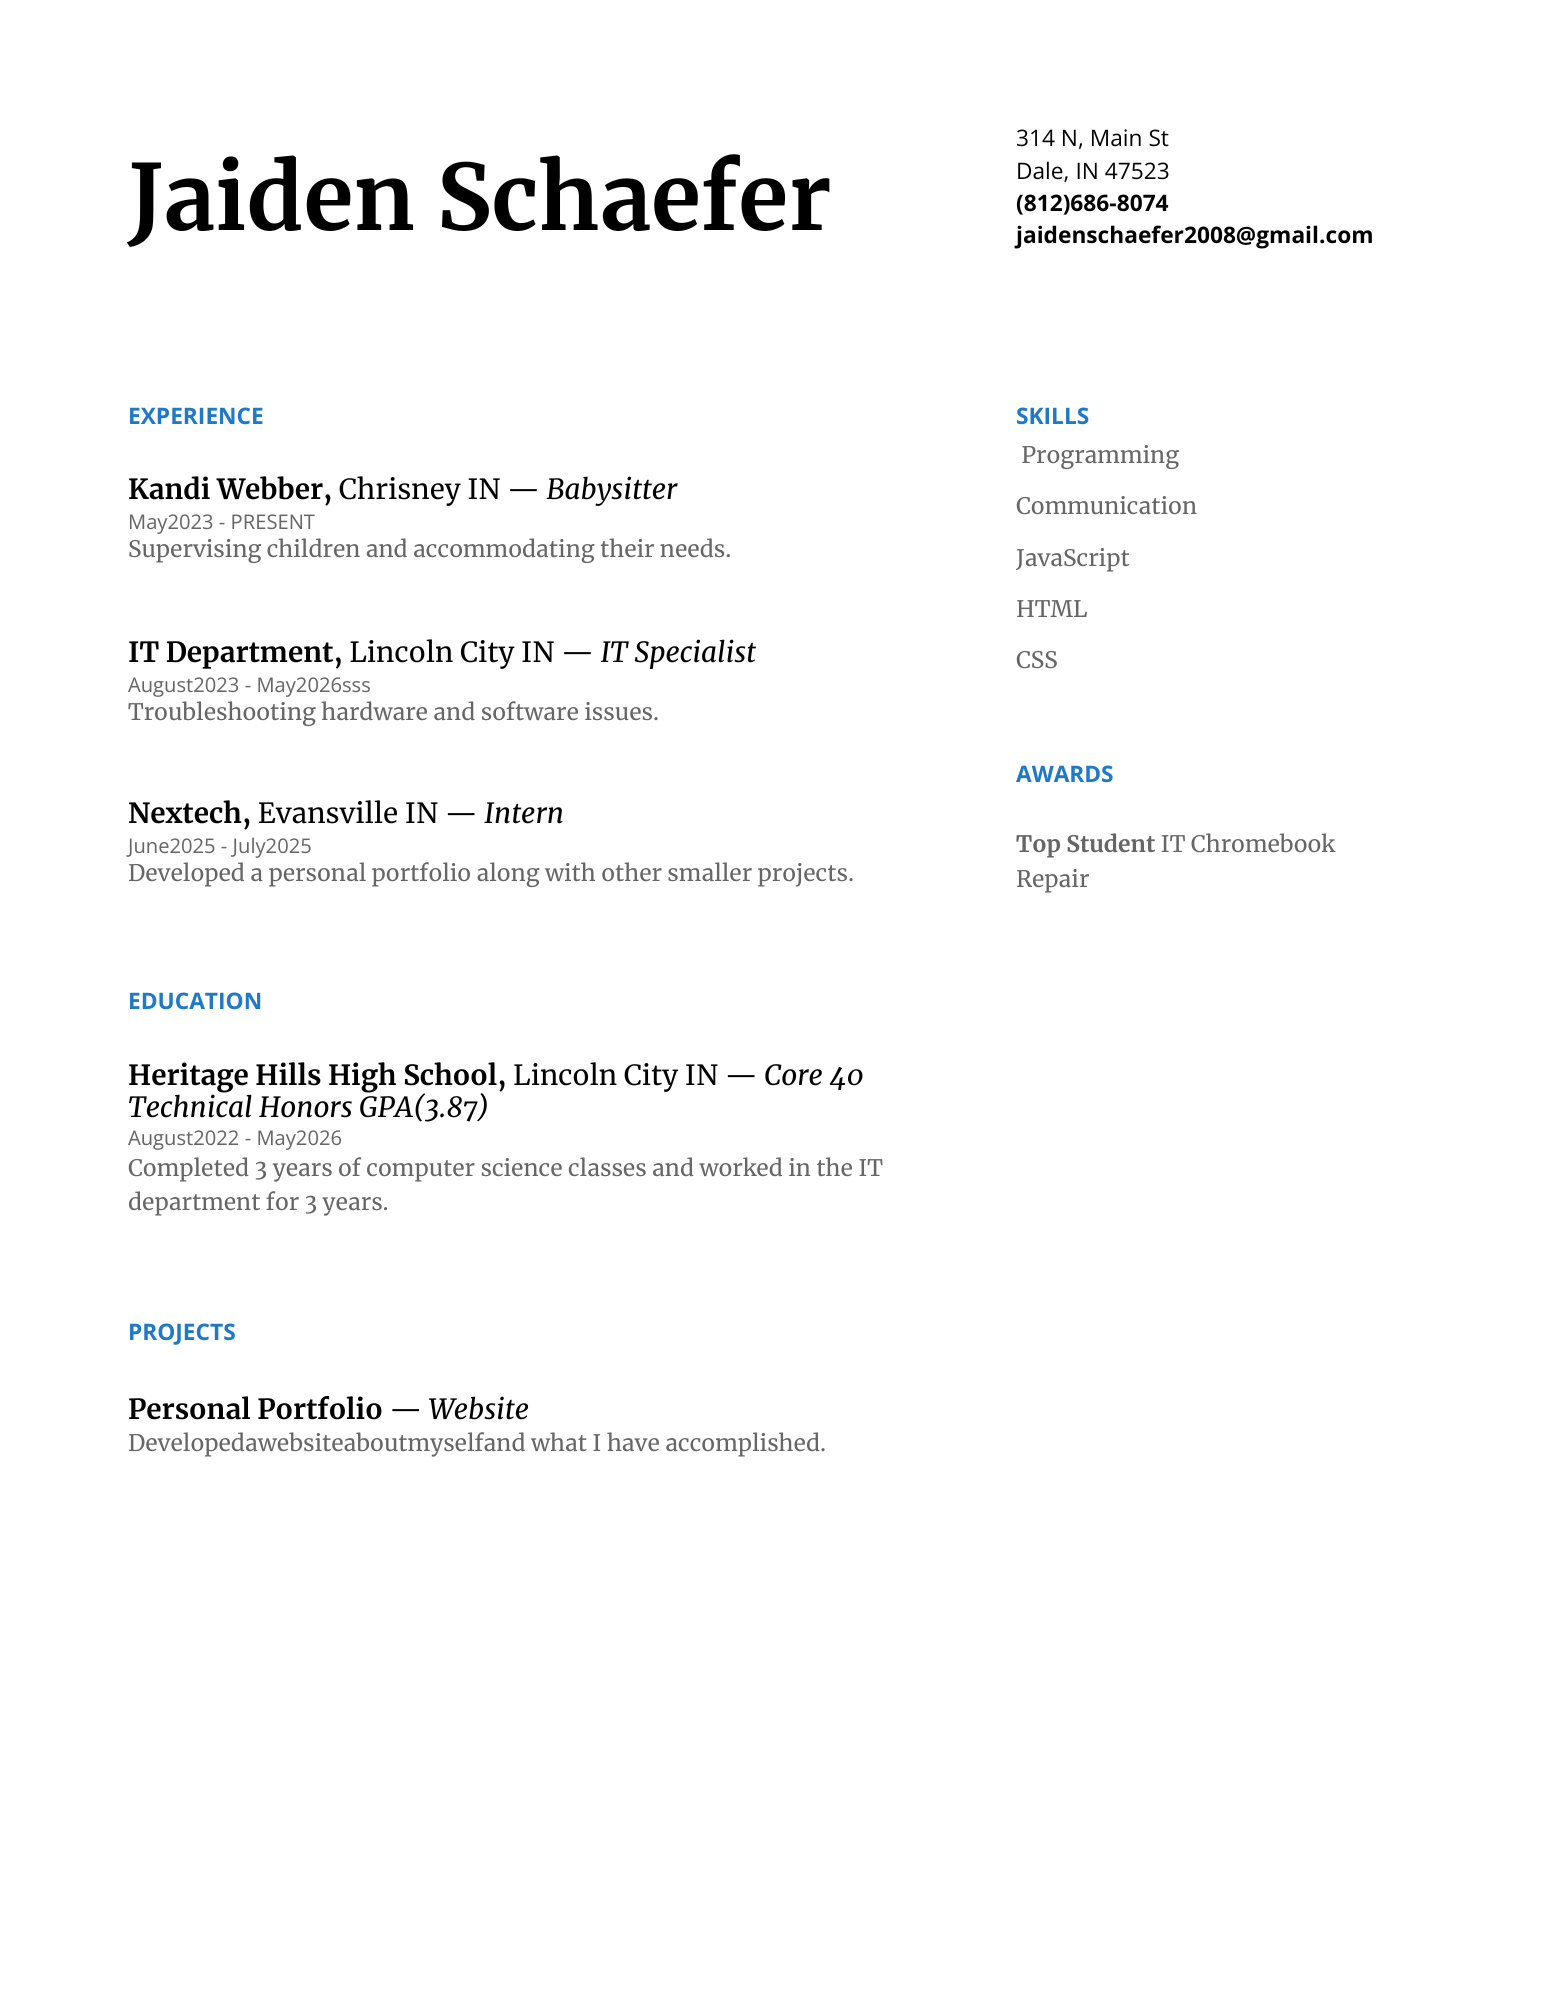 Jaiden Schaefer
314 N, Main St
Dale, IN 47523
(812)686-8074
jaidenschaefer2008@gmail.com
EXPERIENCE
Kandi Webber, Chrisney IN — Babysitter
May2023 - PRESENT
Supervising children and accommodating their needs.
IT Department, Lincoln City IN — IT Specialist
August2023 - May2026sss
Troubleshooting hardware and software issues.
Nextech, Evansville IN — Intern
June2025 - July2025
Developed a personal portfolio along with other smaller projects.
EDUCATION
Heritage Hills High School, Lincoln City IN — Core 40
Technical Honors GPA(3.87)
August2022 - May2026
Completed 3 years of computer science classes and worked in the IT
department for 3 years.
PROJECTS
Personal Portfolio — Website
Developedawebsiteaboutmyselfand what I have accomplished.
SKILLS
Programming
Communication
JavaScript
HTML
CSS
AWARDS
Top Student IT Chromebook
Repair